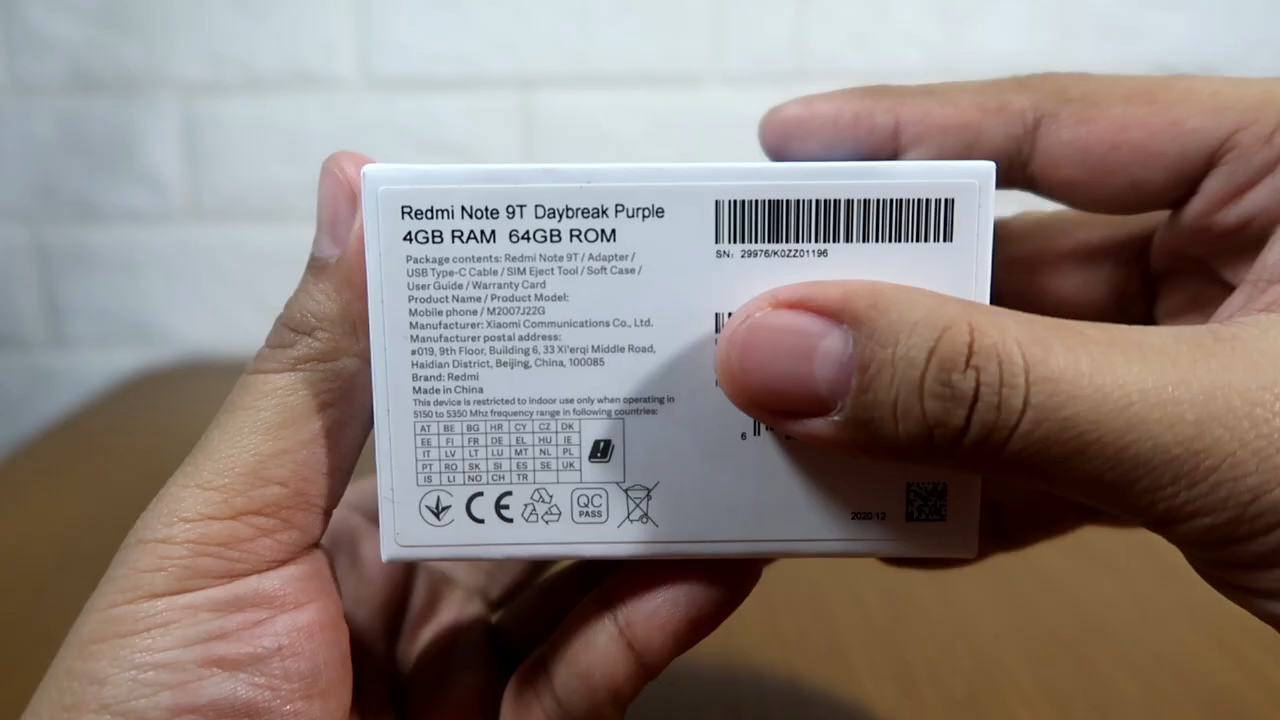 Redmi Note 9T Daybreak Purple
4GB RAM 64GB ROM
Package contents: Redmi Note 9T / Adapter /
USB Type-C Cable / SIM Eject Tool / Soft Case /
User Guide / Warranty Card
Product Name / Product Model:
Mobile phone / M2007J22G
Manufacturer: Xiaomi Communications Co., Ltd.
Manufacturer postal address:
#019, 9th Floor, Building 6, 33 Xi'erqi Middle Road,
Haidian District, Beijing, China, 100085
Brand: Redmi
Made in China
This device is restricted to indoor use only when operating in
5150 to 5350 Mhz frequency range in following countries:
AT BE BG HR CY CZ DK
EE FI FR DE EL HU IE
IT LV LT LU MT NL PL
PT RO SK SI ES SE UK
IS LI NO CH TR
CE
QC
PASS
SN: 29976/K0ZZ01196
6
2020 12